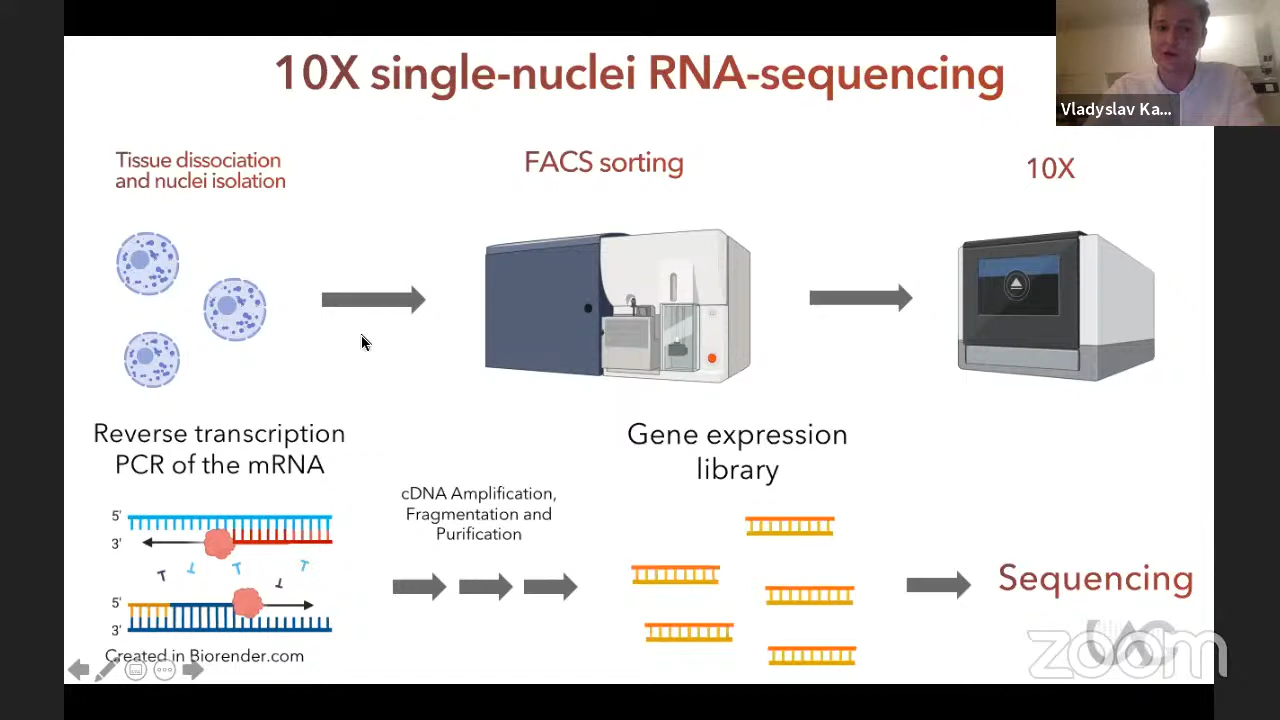 10X single-nuclei RNA-sequencing
Vladyslav Ka...
Tissue dissociation
and nuclei isolation
FACS sorting
10X
Reverse transcription
PCR of the mRNA
5'
3'
T
T
T
T
T
5'
3'
Created in Biorender.com
cDNA Amplification,
Fragmentation and
Purification
Gene expression
library
Sequencing
zoom